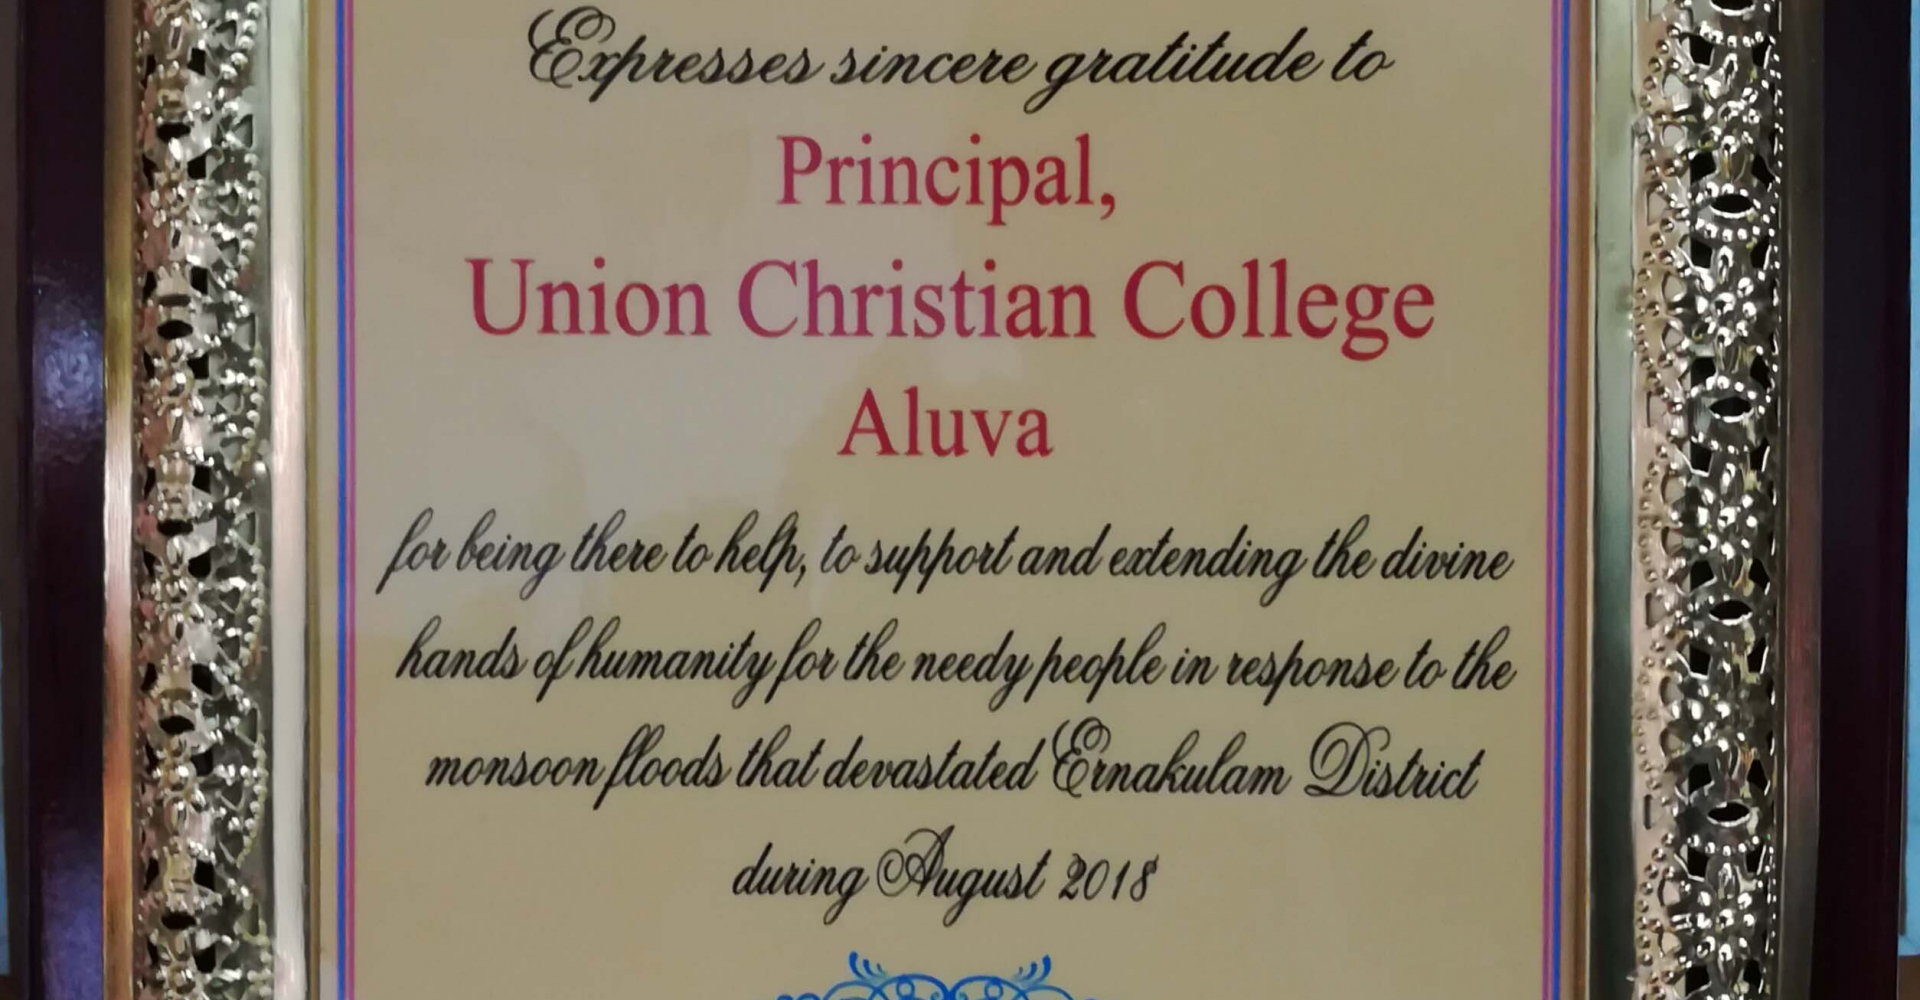 Expresses sincere gratitude to
Principal,
Union Christian College
Aluva
for being there to help, to support and extending the divine
hands of humanity for the needy people in response to the
monsoon floods that devastated Ernakulam District
during August 2018